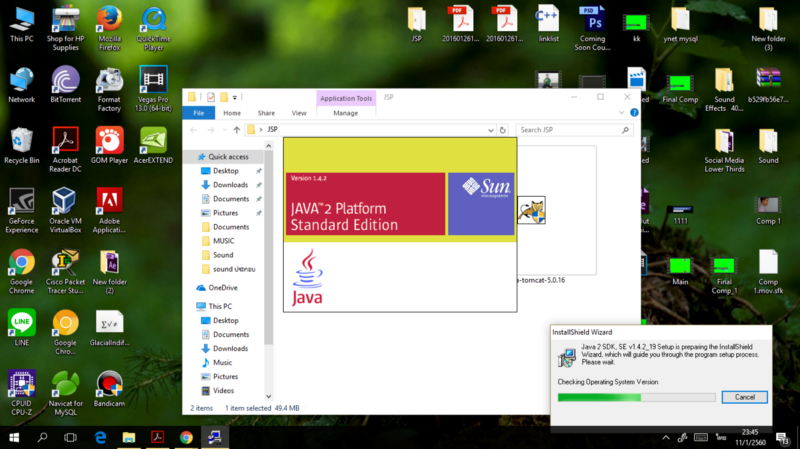 This PC
Shop for HP
Supplies
Mozilla
Firefox
QuickTime
Player
JSP
201601261...
201601261...
linklist
Coming
Soon Cou...
kk
ynet mysql
New folder
(3)
Network
BitTorrent
Format
Factory
Vegas Pro
13.0 (64-bit)
Final Comp
Sound
Effects 40...
b529fb56e7...
Recycle Bin
Acrobat
Reader DC
GOM Player
AcerEXTEND
Social Media
Lower Thirds
Sound
GeForce
Experience
Oracle VM
VirtualBox
Adobe
Application...
1111
Comp 1
Google
Chrome
Cisco Packet
Tracer Stu...
New folder
(2)
Main
Firlal
Comp_1
Comp
1.mov.sfk
LINE
Google
Chro...
GlacialIndif...
CPUID
CPU-Z
Navicat for
MySQL
Bandicam
Application Tools
JSP
File
Home
Share
View
Manage
JSP
Search JSP
Quick access
Desktop
Downloads
Documents
Pictures
Documents
MUSIC
Sound
OneDrive
This PC
Desktop
Documents
Downloads
Music
Pictures
Videos
-tomcat-5.0.16
2 items
1 item selected 49.4 MB
Version 1.4.2
JAVA™2 Platform
Standard Edition
Sun
microsystems
Java
InstallShield Wizard
Java 2 SDK, SE v1.4.2_19 Setup is preparing the InstallShield
Wizard, which will guide you through the program setup process.
Please wait.
Checking Operating System Version
Cancel
23:45
11/1/2560
13